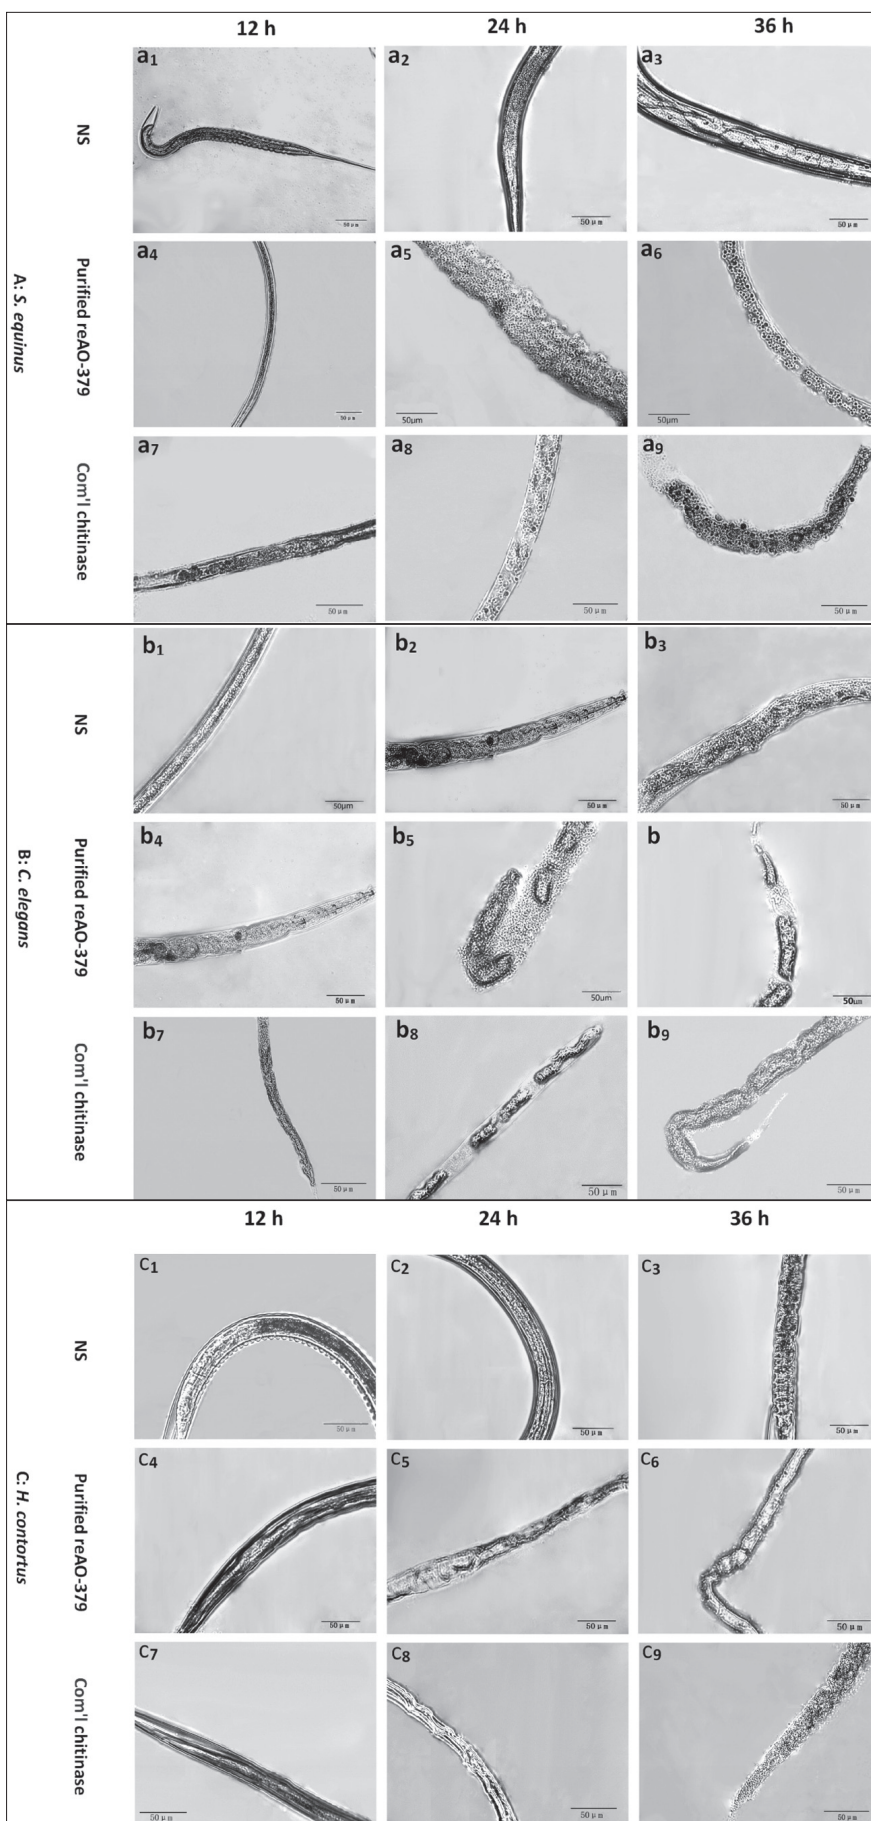 12 h 24 h 36 h
A: S. equinus
NS
a1 a2 a3
50 μm 50 μm 50 μm
Purified reAO-379
a4 a5 a6
50 μm 50μm 50μm
Com'l chitinase
a7 a8 a9
50 μm 50 μm 50 μm
B: C. elegans
NS
b1 b2 b3
50μm 50 μm 50 μm
Purified reAO-379
b4 b5 b
50 μm 50μm 50μm
Com'l chitinase
b7 b8 b9
50 μm 50 μm 50 μm
12 h 24 h 36 h
C: H. contortus
NS
c1 c2 c3
50 μm 50 μm 50 μm
Purified reAO-379
c4 c5 c6
50 μm 50 μm 50 μm
Com'l chitinase
c7 c8 c9
50 μm 50 μm 50 μm